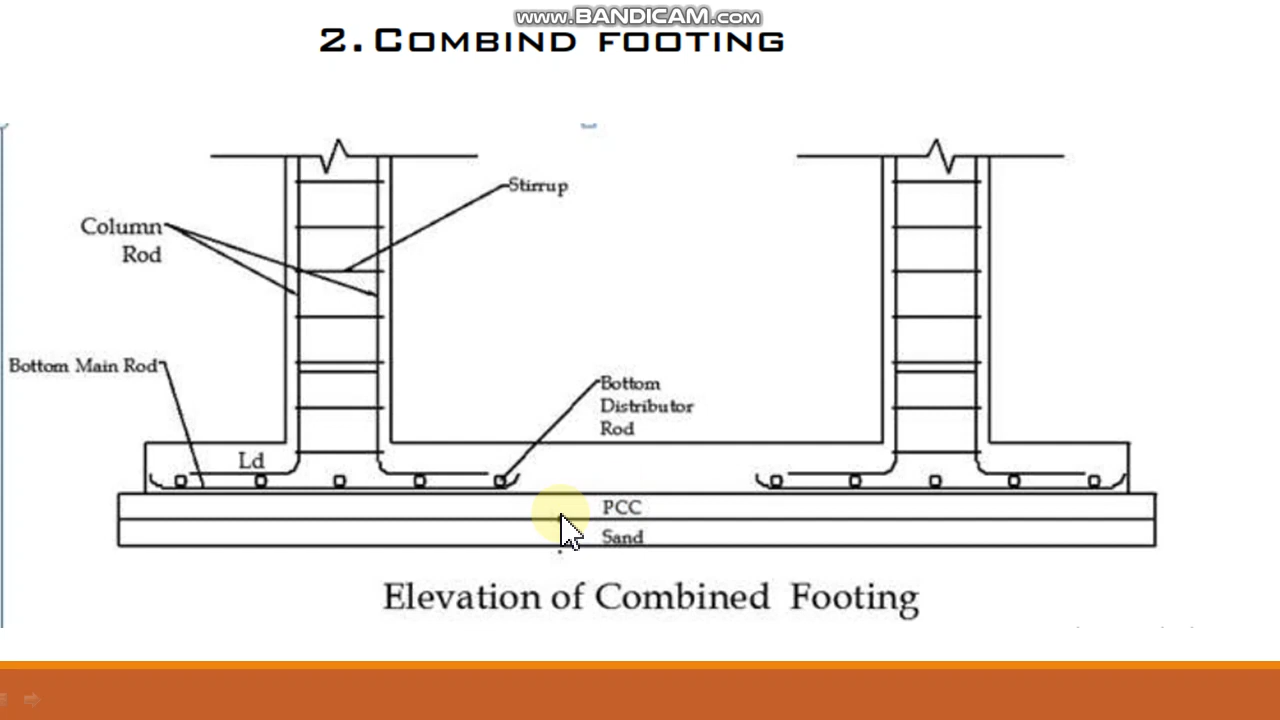 www.BANDICAM.com
2. COMBIND FOOTING
Stirrup
Column
Rod
Bottom Main Rod
Bottom
Distributor
Rod
Ld
PCC
Sand
Elevation of Combined Footing